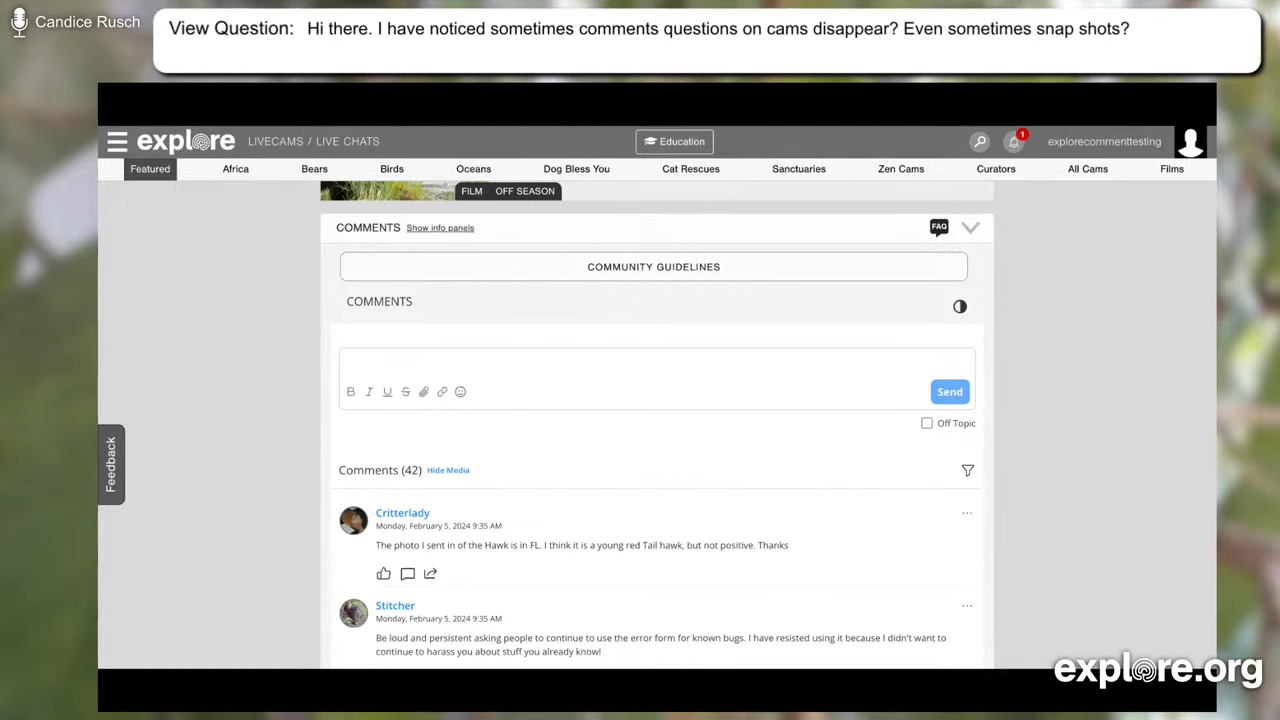 Candice Rusch
View Question: Hi there. I have noticed sometimes comments questions on cams disappear? Even sometimes snap shots?
explore LIVECAMS / LIVE CHATS Education 1 explorecommenttesting
Featured Africa Bears Birds Oceans Dog Bless You Cat Rescues Sanctuaries Zen Cams Curators All Cams Films
FILM OFF SEASON
COMMENTS Show info panels FAQ
COMMUNITY GUIDELINES
COMMENTS
B I U S Send
Off Topic
Feedback
Comments (42) Hide Media
Critterlady ...
Monday, February 5, 2024 9:35 AM
The photo I sent in of the Hawk is in FL. I think it is a young red Tail hawk, but not positive. Thanks
Stitcher ...
Monday, February 5, 2024 9:35 AM
Be loud and persistent asking people to continue to use the error form for known bugs. I have resisted using it because I didn't want to
continue to harass you about stuff you already know!
explore.org